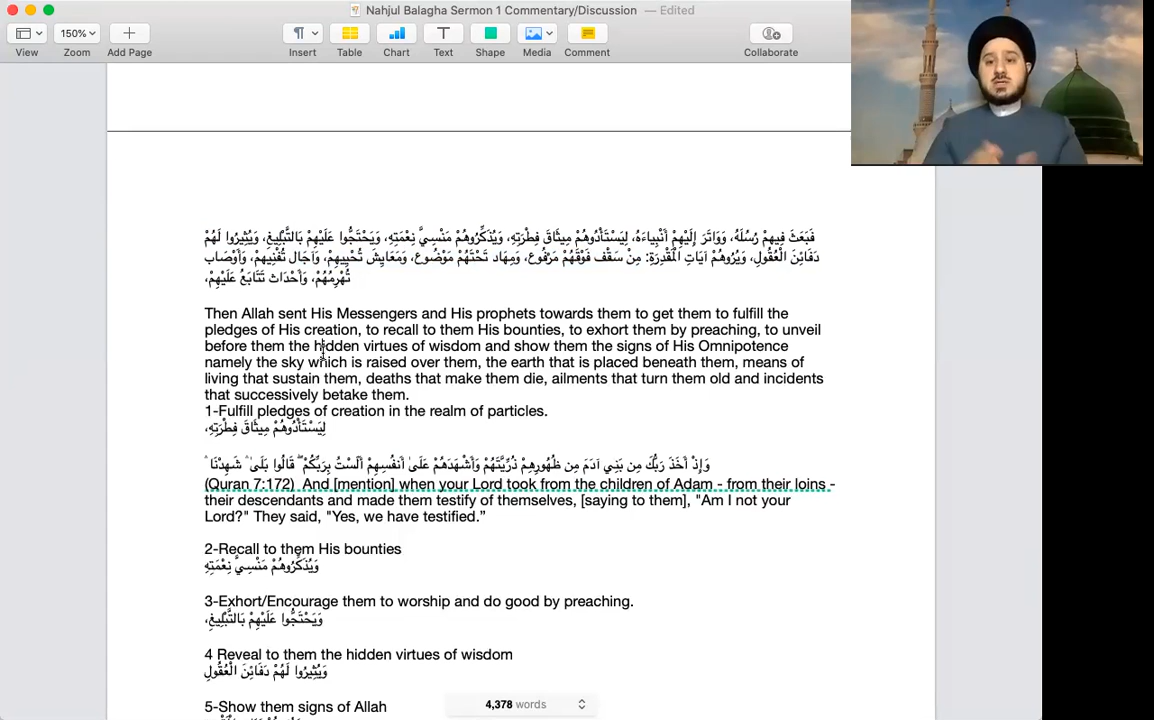 Nahjul Balagha Sermon 1 Commentary/Discussion — Edited
150%
View Zoom Add Page Insert Table Chart Text Shape Media Comment Collaborate
فَبَعَثَ فِيهِمْ رُسُلَهُ، وَوَاتَرَ إِلَيْهِمْ أَنْبِياءَهُ، لِيَسْتَأْدُوهُمْ مِيثَاقَ فِطْرَتِهِ، وَيُذَكِّرُوهُمْ مَنْسِيَّ نِعْمَتِهِ، وَيَحْتَجُّوا عَلَيْهِمْ بَالتَّبْلِيغِ، وَيُثِيرُوا لَهُمْ
دَفَائِنَ الْعُقُولِ، وَيُرُوهُمْ آيَاتِ الْمَقْدِرَةِ: مِنْ سَقْف فَوْقَهُمْ مَرْفُوع، وَمِهَاد تَحْتَهُمْ مَوْضُوع، وَمَعَايِشَ تُحْيِيهِمْ، وَآجَال تُفْنِيهِمْ، وَأَوْصَاب
تُهْرِمُهُمْ، وَأَحْدَاث تَتَابَعُ عَلَيْهِمْ،
Then Allah sent His Messengers and His prophets towards them to get them to fulfill the
pledges of His creation, to recall to them His bounties, to exhort them by preaching, to unveil
before them the hidden virtues of wisdom and show them the signs of His Omnipotence
namely the sky which is raised over them, the earth that is placed beneath them, means of
living that sustain them, deaths that make them die, ailments that turn them old and incidents
that successively betake them.
1-Fulfill pledges of creation in the realm of particles.
لِيَسْتَأْدُوهُمْ مِيثَاقَ فِطْرَتِهِ،
وَإِذْ أَخَذَ رَبُّكَ مِن بَنِي آدَمَ مِن ظُهُورِهِمْ ذُرِّيَّتَهُمْ وَأَشْهَدَهُمْ عَلَىٰ أَنفُسِهِمْ أَلَسْتُ بِرَبِّكُمْ ۖ قَالُوا بَلَىٰ ۛ شَهِدْنَا ۛ
(Quran 7:172)  And [mention] when your Lord took from the children of Adam - from their loins -
their descendants and made them testify of themselves, [saying to them], "Am I not your
Lord?" They said, "Yes, we have testified.”
2-Recall to them His bounties
وَيُذَكِّرُوهُمْ مَنْسِيَّ نِعْمَتِهِ
3-Exhort/Encourage them to worship and do good by preaching.
وَيَحْتَجُّوا عَلَيْهِمْ بَالتَّبْلِيغِ،
4 Reveal to them the hidden virtues of wisdom
وَيُثِيرُوا لَهُمْ دَفَائِنَ الْعُقُولِ
5-Show them signs of Allah
4,378 words